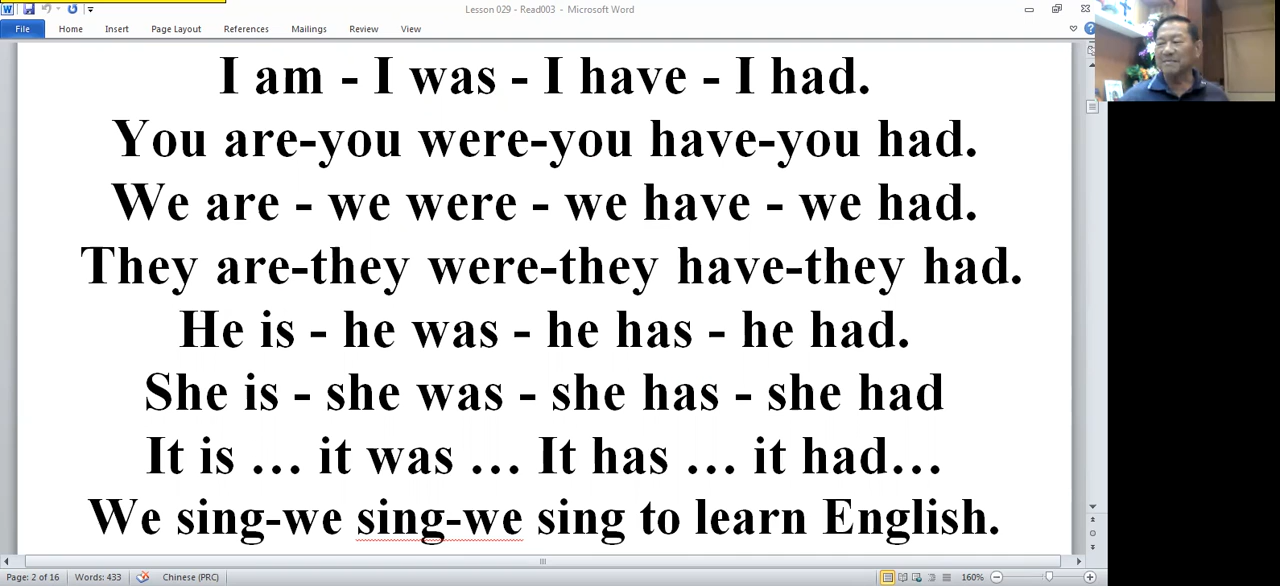 Lesson 029 - Read003 - Microsoft Word
File Home Insert Page Layout References Mailings Review View
I am - I was - I have - I had.
You are-you were-you have-you had.
We are - we were - we have - we had.
They are-they were-they have-they had.
He is - he was - he has - he had.
She is - she was - she has - she had
It is … it was … It has … it had…
We sing-we sing-we sing to learn English.
Page: 2 of 16 Words: 433 Chinese (PRC) 160%